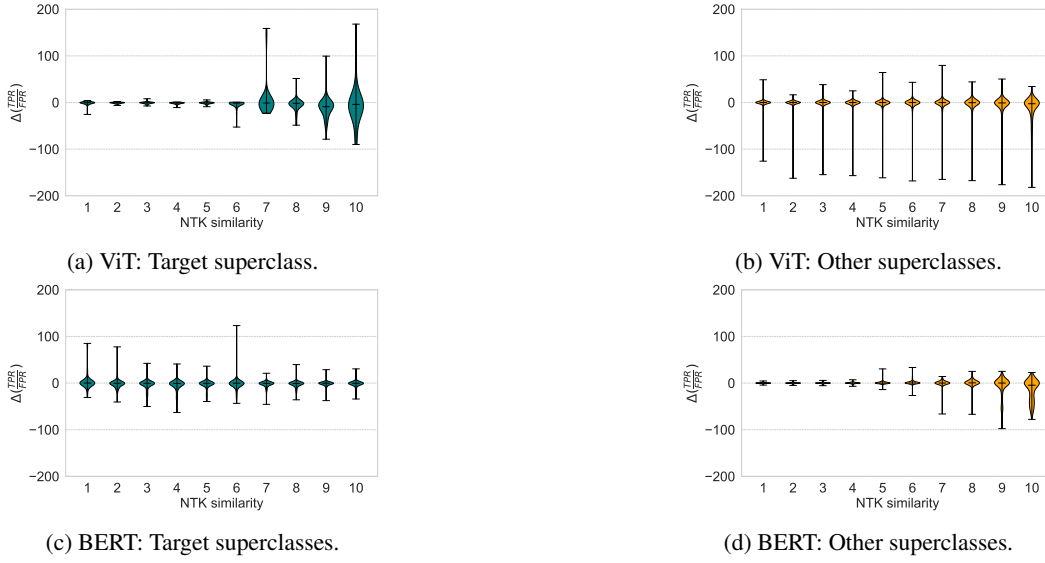 200
100
0
−100
−200
Δ(TPR/FPR)
1 2 3 4 5 6 7 8 9 10
NTK similarity
(a) ViT: Target superclass.
200
100
0
−100
−200
Δ(TPR/FPR)
1 2 3 4 5 6 7 8 9 10
NTK similarity
(b) ViT: Other superclasses.
200
100
0
−100
−200
Δ(TPR/FPR)
1 2 3 4 5 6 7 8 9 10
NTK similarity
(c) BERT: Target superclasses.
200
100
0
−100
−200
Δ(TPR/FPR)
1 2 3 4 5 6 7 8 9 10
NTK similarity
(d) BERT: Other superclasses.